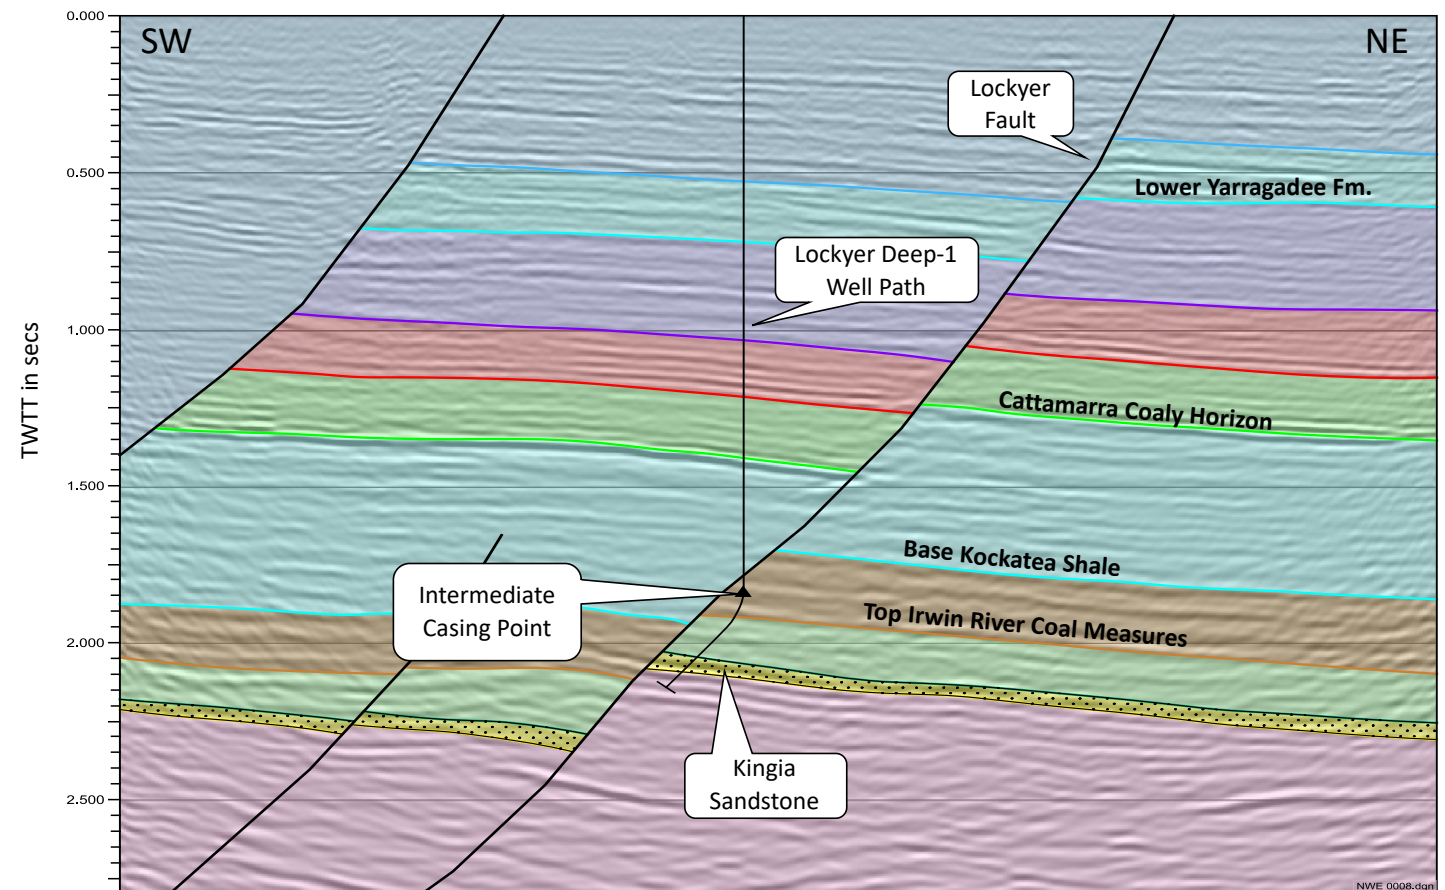 0.000
SW
NE
Lockyer
Fault
0.500
Lower Yarragadee Fm.
Lockyer Deep-1
Well Path
1.000
TWTT in secs
Cattamarra Coaly Horizon
1.500
Base Kockatea Shale
Intermediate
Casing Point
Top Irwin River Coal Measures
2.000
Kingia
Sandstone
2.500
NWE 0008.dgn